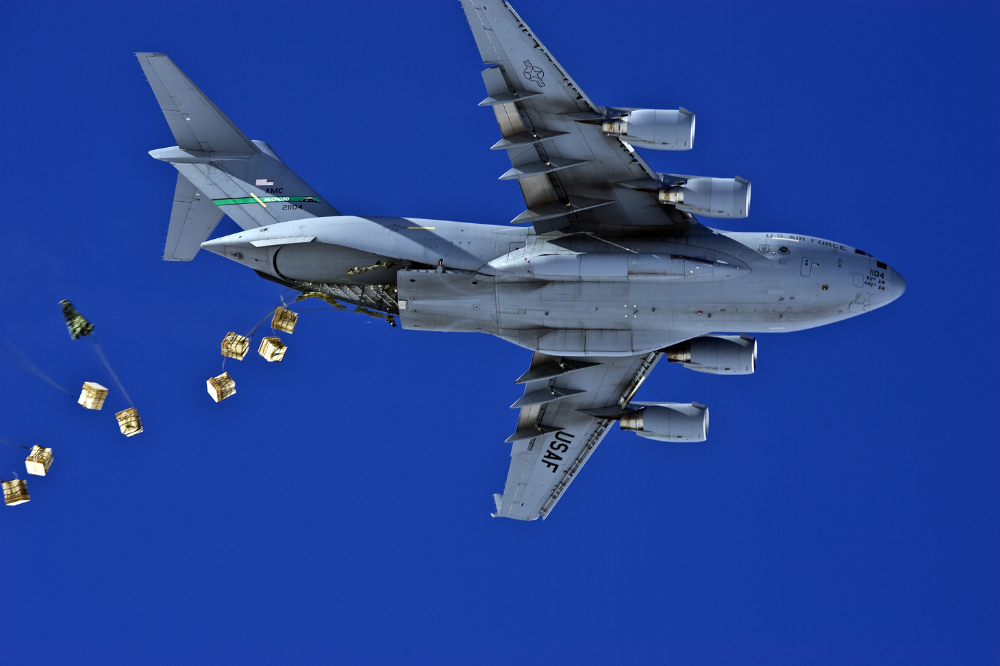 AMC
McCHORD
21104
U.S. AIR FORCE
1104
62ND AW
446TH AW
USAF